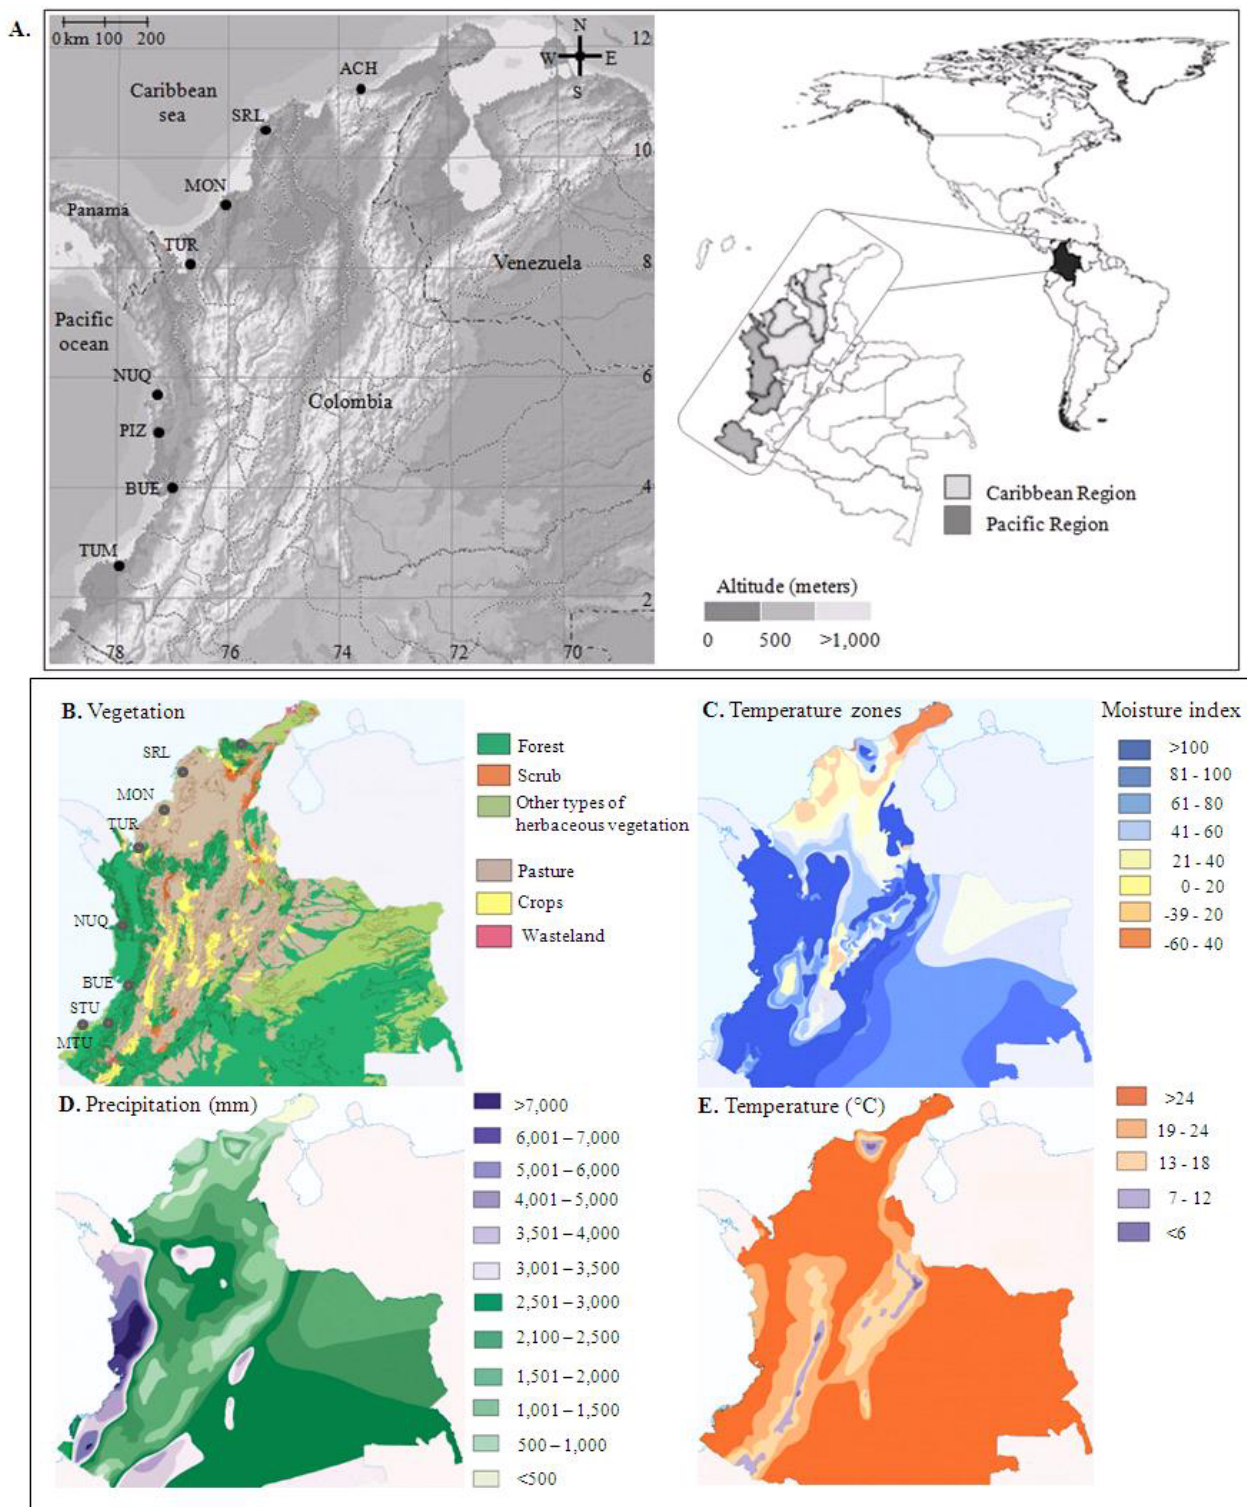 A.
0 km 100 200
N
W E
S
12
ACH
Caribbean
sea
SRL
10
MON
Panamá
TUR
8
Venezuela
Pacific
ocean
NUQ
6
Colombia
PIZ
BUE
4
TUM
2
78 76 74 72 70
Caribbean Region
Pacific Region
Altitude (meters)
0 500 >1,000
B. Vegetation
SRL
MON
TUR
NUQ
BUE
STU
MTU
Forest
Scrub
Other types of
herbaceous vegetation
Pasture
Crops
Wasteland
C. Temperature zones
Moisture index
>100
81 - 100
61 - 80
41 - 60
21 - 40
0 - 20
-39 - 20
-60 - 40
D. Precipitation (mm)
>7,000
6,001 – 7,000
5,001 – 6,000
4,001 – 5,000
3,501 – 4,000
3,001 – 3,500
2,501 – 3,000
2,100 – 2,500
1,501 – 2,000
1,001 – 1,500
500 – 1,000
<500
E. Temperature (°C)
>24
19 - 24
13 - 18
7 - 12
<6